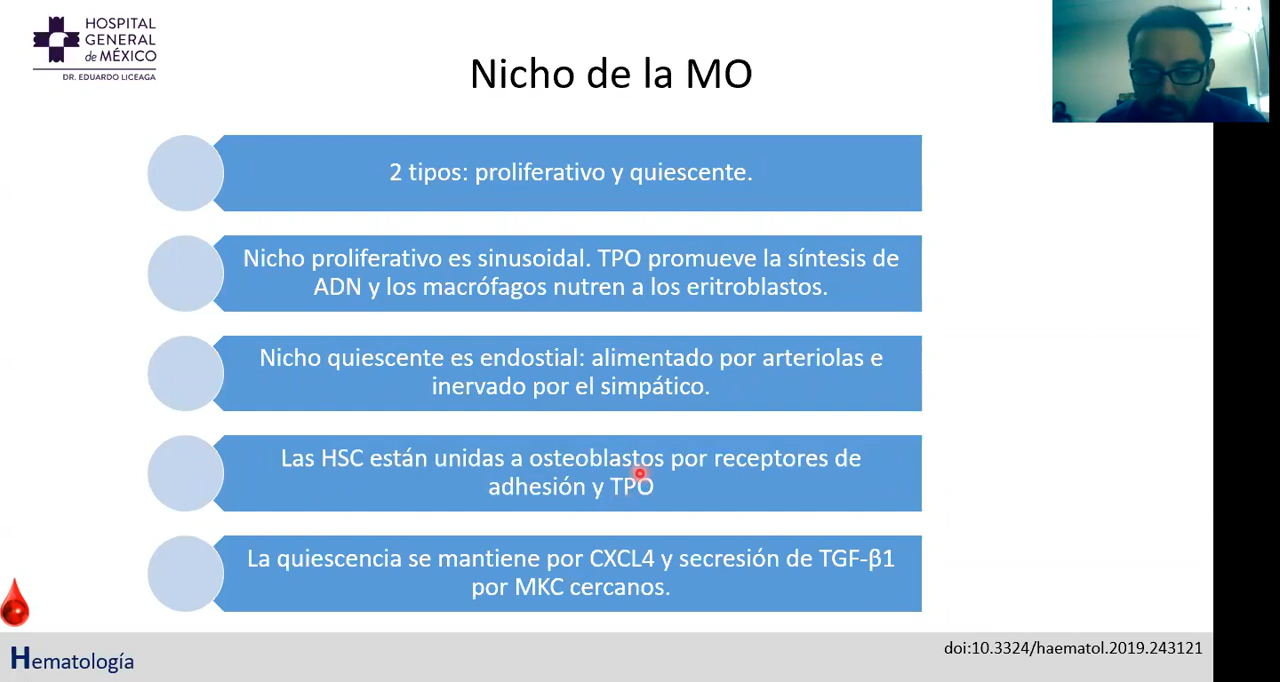 HOSPITAL
GENERAL
de MÉXICO
DR. EDUARDO LICEAGA
Nicho de la MO
2 tipos: proliferativo y quiescente.
Nicho proliferativo es sinusoidal. TPO promueve la síntesis de
ADN y los macrófagos nutren a los eritroblastos.
Nicho quiescente es endostial: alimentado por arteriolas e
inervado por el simpático.
Las HSC están unidas a osteoblastos por receptores de
adhesión y TPO
La quiescencia se mantiene por CXCL4 y secresión de TGF-β1
por MKC cercanos.
Hematología
doi:10.3324/haematol.2019.243121